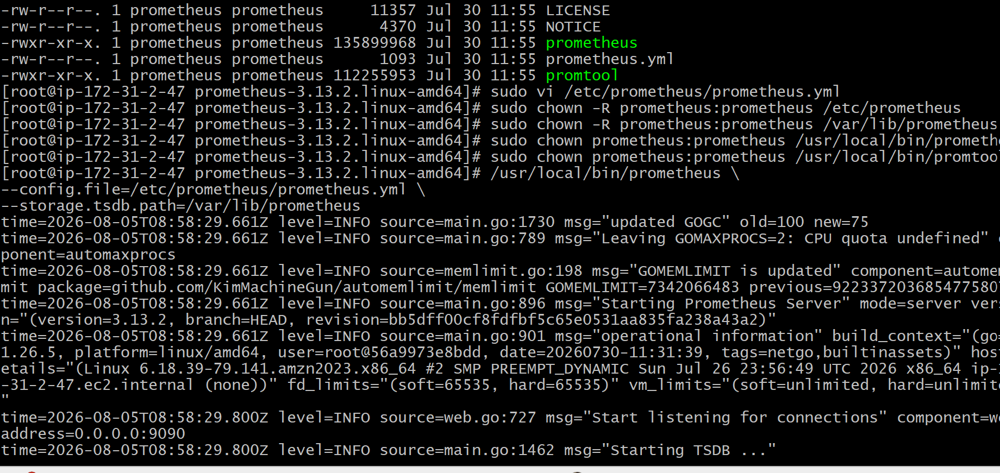 -rw-r--r--. 1 prometheus prometheus     11357 Jul 30 11:55 LICENSE
-rw-r--r--. 1 prometheus prometheus      4370 Jul 30 11:55 NOTICE
-rwxr-xr-x. 1 prometheus prometheus 135899968 Jul 30 11:55 prometheus
-rw-r--r--. 1 prometheus prometheus      1093 Jul 30 11:55 prometheus.yml
-rwxr-xr-x. 1 prometheus prometheus 112255953 Jul 30 11:55 promtool
[root@ip-172-31-2-47 prometheus-3.13.2.linux-amd64]# sudo vi /etc/prometheus/prometheus.yml
[root@ip-172-31-2-47 prometheus-3.13.2.linux-amd64]# sudo chown -R prometheus:prometheus /etc/prometheus
[root@ip-172-31-2-47 prometheus-3.13.2.linux-amd64]# sudo chown -R prometheus:prometheus /var/lib/prometheus
[root@ip-172-31-2-47 prometheus-3.13.2.linux-amd64]# sudo chown prometheus:prometheus /usr/local/bin/prometh
[root@ip-172-31-2-47 prometheus-3.13.2.linux-amd64]# sudo chown prometheus:prometheus /usr/local/bin/promtoo
[root@ip-172-31-2-47 prometheus-3.13.2.linux-amd64]# /usr/local/bin/prometheus \
--config.file=/etc/prometheus/prometheus.yml \
--storage.tsdb.path=/var/lib/prometheus
time=2026-08-05T08:58:29.661Z level=INFO source=main.go:1730 msg="updated GOGC" old=100 new=75
time=2026-08-05T08:58:29.661Z level=INFO source=main.go:789 msg="Leaving GOMAXPROCS=2: CPU quota undefined"
ponent=automaxprocs
time=2026-08-05T08:58:29.661Z level=INFO source=memlimit.go:198 msg="GOMEMLIMIT is updated" component=automem
mit package=github.com/KimMachineGun/automemlimit/memlimit GOMEMLIMIT=7342066483 previous=922337203685477580
time=2026-08-05T08:58:29.661Z level=INFO source=main.go:896 msg="Starting Prometheus Server" mode=server vers
n="(version=3.13.2, branch=HEAD, revision=bb5dff00cf8fdfbf5c65e0531aa835fa238a43a2)"
time=2026-08-05T08:58:29.661Z level=INFO source=main.go:901 msg="operational information" build_context="(go=
1.26.5, platform=linux/amd64, user=root@56a9973e8bdd, date=20260730-11:31:39, tags=netgo,builtinassets)" hos
etails="(Linux 6.18.39-79.141.amzn2023.x86_64 #2 SMP PREEMPT_DYNAMIC Sun Jul 26 23:56:49 UTC 2026 x86_64 ip-
-31-2-47.ec2.internal (none))" fd_limits="(soft=65535, hard=65535)" vm_limits="(soft=unlimited, hard=unlimite
"
time=2026-08-05T08:58:29.800Z level=INFO source=web.go:727 msg="Start listening for connections" component=we
address=0.0.0.0:9090
time=2026-08-05T08:58:29.800Z level=INFO source=main.go:1462 msg="Starting TSDB ..."